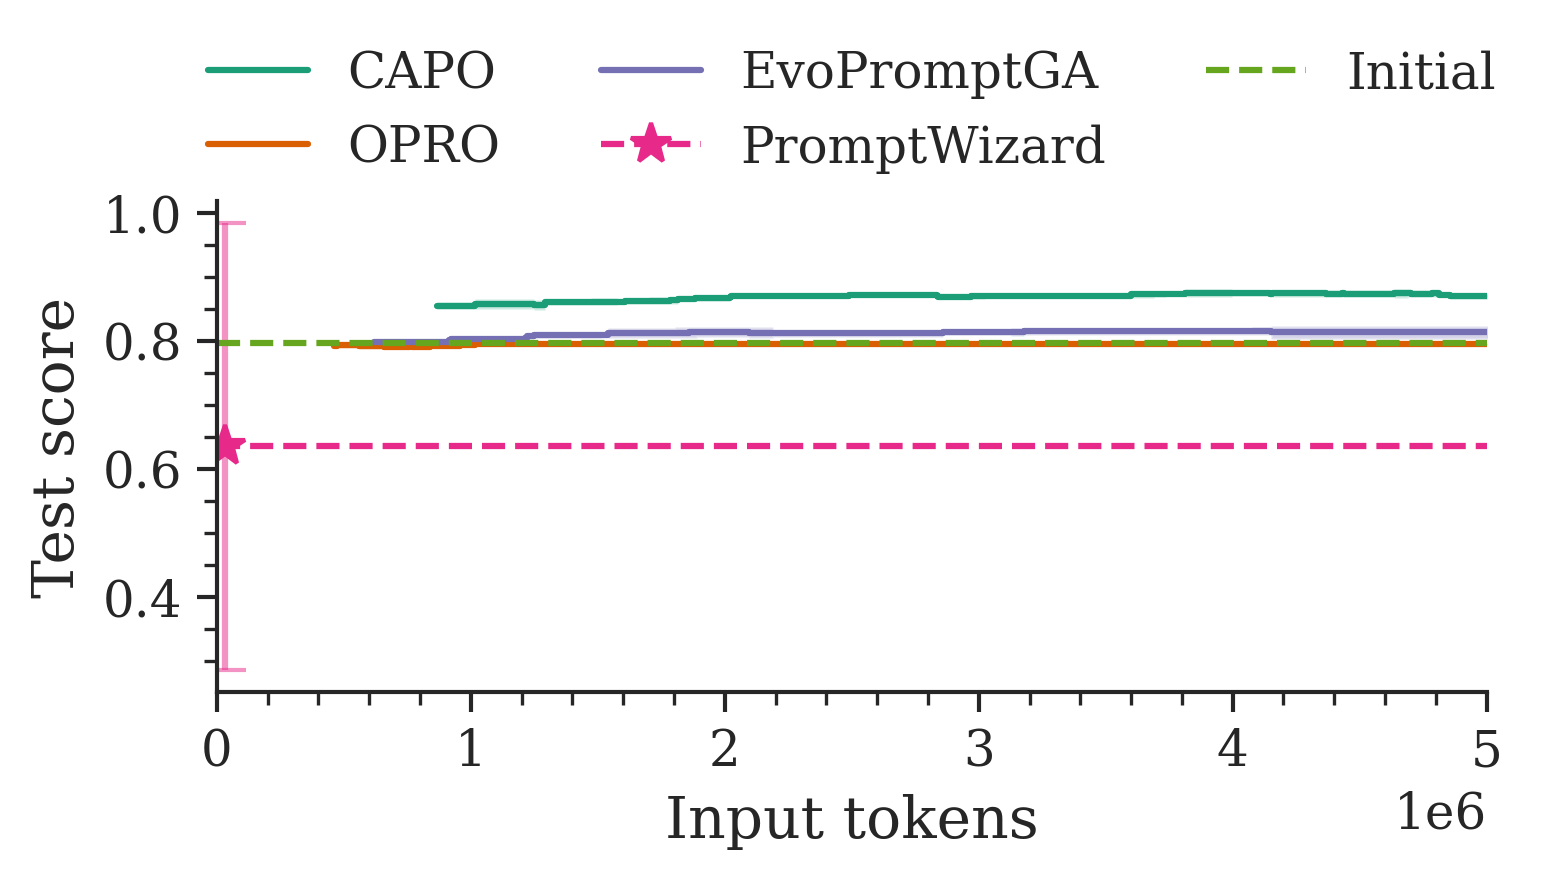 CAPO EvoPromptGA Initial
OPRO PromptWizard
1.0
0.8
0.6
0.4
Test score
0 1 2 3 4 5
Input tokens
1e6